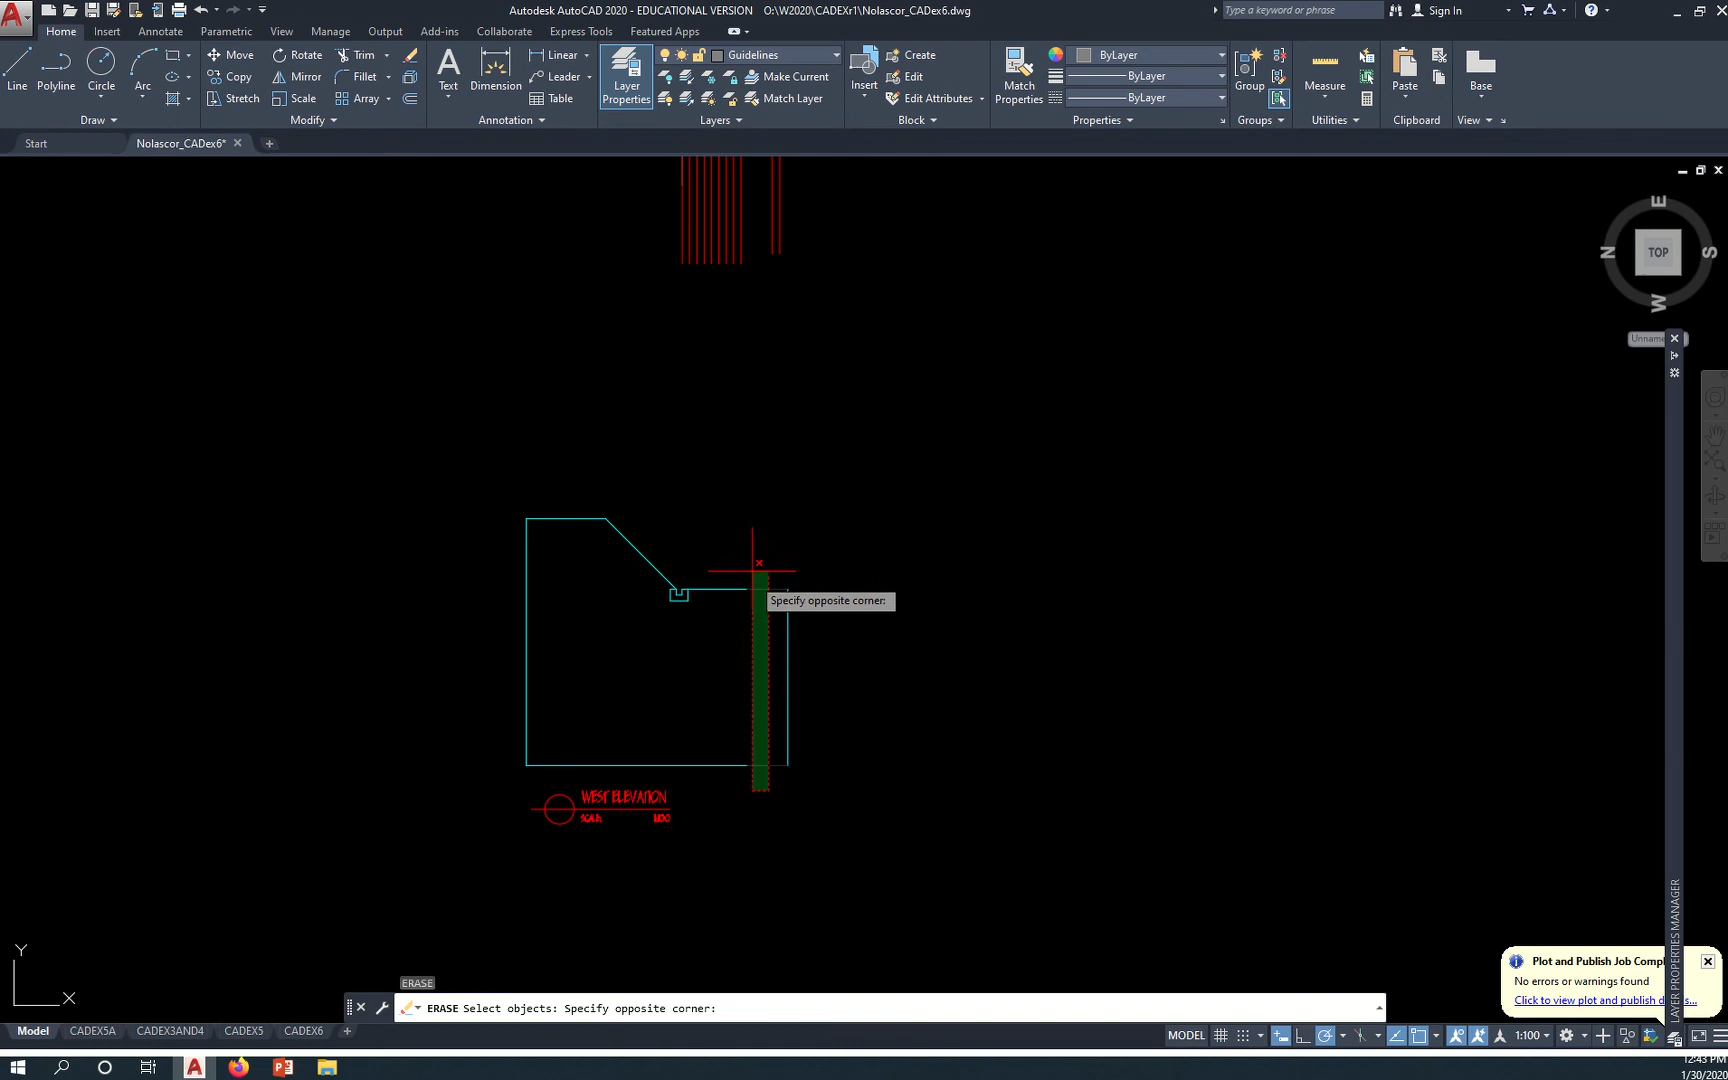 Autodesk AutoCAD 2020 - EDUCATIONAL VERSION O:\W2020\CADEXr1\Nolascor_CADex6.dwg
Type a keyword or phrase
Sign In
Home Insert Annotate Parametric View Manage Output Add-ins Collaborate Express Tools Featured Apps
Line Polyline Circle Arc
Move Rotate Trim
Copy Mirror Fillet
Stretch Scale Array
Text Dimension
Linear
Leader
Table
Layer Properties
Guidelines
Make Current
Match Layer
Insert
Create
Edit
Edit Attributes
Match Properties
ByLayer
ByLayer
ByLayer
Group
Measure
Paste
Base
Draw Modify Annotation Layers Block Properties Groups Utilities Clipboard View
Start Nolascor_CADex6*
E
N TOP S
W
Unname
Specify opposite corner:
WEST ELEVATION
SCALE
LAYER PROPERTIES MANAGER
Y
X
Plot and Publish Job Compl
No errors or warnings found
Click to view plot and publish d...s...
ERASE
ERASE Select objects: Specify opposite corner:
Model CADEX5A CADEX3AND4 CADEX5 CADEX6
MODEL 1:100
12:43 PM
1/30/2020